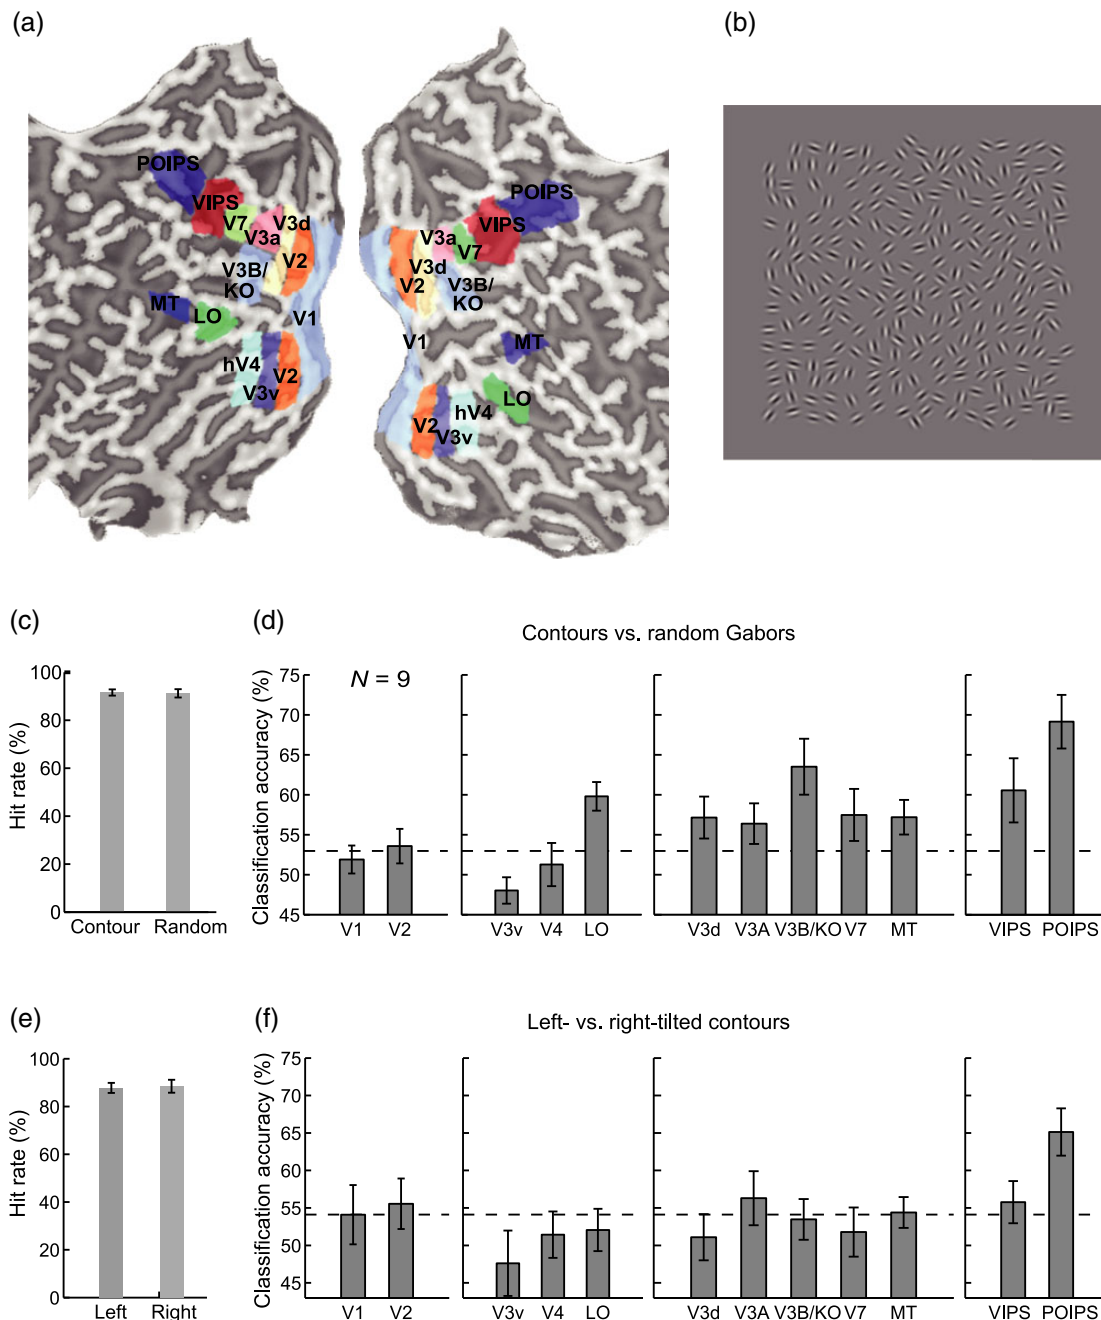 (a)
(b)
POIPS
VIPS
V7
V3d
V3a
V2
V3B/
KO
MT
LO
V1
hV4
V2
V3v
POIPS
VIPS
V3a
V7
V3d
V2
V3B/
KO
V1
MT
hV4
LO
V2
V3v
(c)
Hit rate (%)
100
80
60
40
20
0
Contour Random
(d)
Contours vs. random Gabors
N = 9
Classification accuracy (%)
75
70
65
60
55
50
45
V1 V2 V3v V4 LO V3d V3A V3B/KO V7 MT VIPS POIPS
(e)
Hit rate (%)
100
80
60
40
20
0
Left Right
(f)
Left- vs. right-tilted contours
Classification accuracy (%)
75
70
65
60
55
50
45
V1 V2 V3v V4 LO V3d V3A V3B/KO V7 MT VIPS POIPS